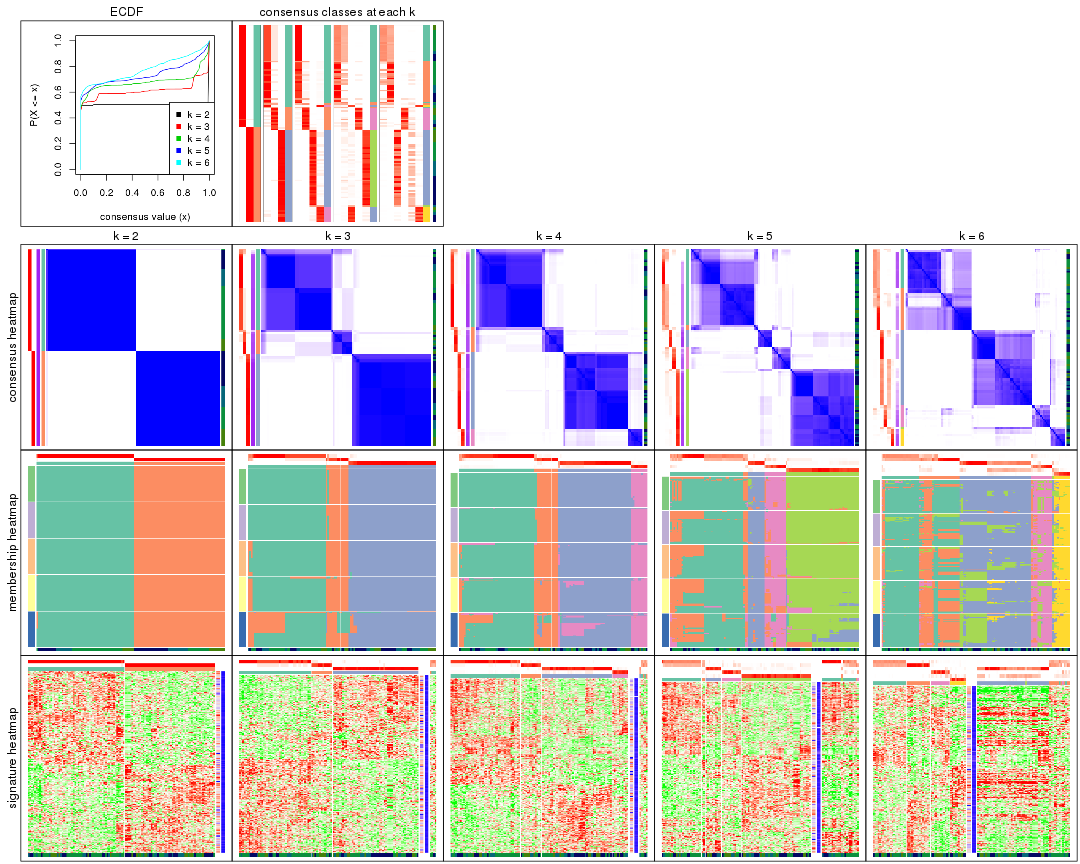 ECDF
consensus classes at each k
P(X <= x)
0.0 0.2 0.4 0.6 0.8 1.0
k = 2
k = 3
k = 4
k = 5
k = 6
0.0 0.2 0.4 0.6 0.8 1.0
consensus value (x)
k = 2
k = 3
k = 4
k = 5
k = 6
consensus heatmap
membership heatmap
signature heatmap